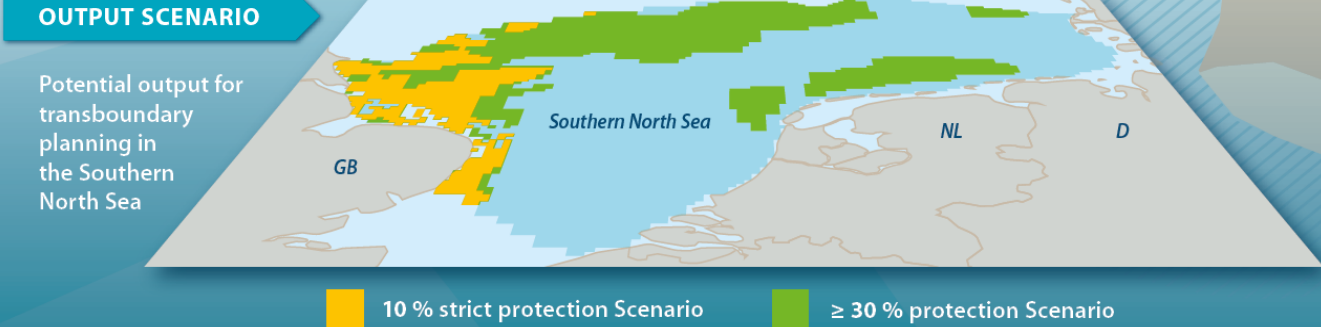 OUTPUT SCENARIO
Potential output for
transboundary
planning in
the Southern
North Sea
Southern North Sea
GB
NL
D
10 % strict protection Scenario
≥ 30 % protection Scenario